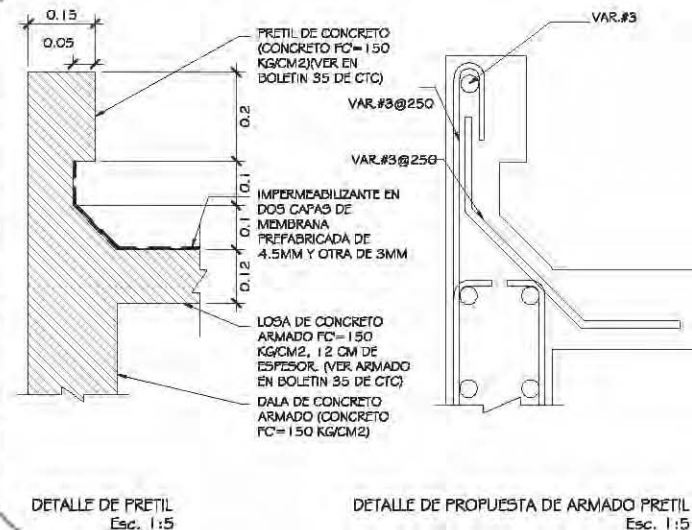 0.15
0.05
0.2
0.1
0.1
0.12
PRETIL DE CONCRETO
(CONCRETO FC'=150
KG/CM2)(VER EN
BOLETIN 35 DE CTC)
IMPERMEABILIZANTE EN
DOS CAPAS DE
MEMBRANA
PREFABRICADA DE
4.5MM Y OTRA DE 3MM
LOSA DE CONCRETO
ARMADO FC'=150
KG/CM2, 12 CM DE
ESPESOR. (VER ARMADO
EN BOLETIN 35 DE CTC)
DALA DE CONCRETO
ARMADO (CONCRETO
FC'=150 KG/CM2)
DETALLE DE PRETIL
Esc. 1:5
VAR.#3
VAR.#3@250
VAR.#3@250
DETALLE DE PROPUESTA DE ARMADO PRETIL
Esc. 1:5